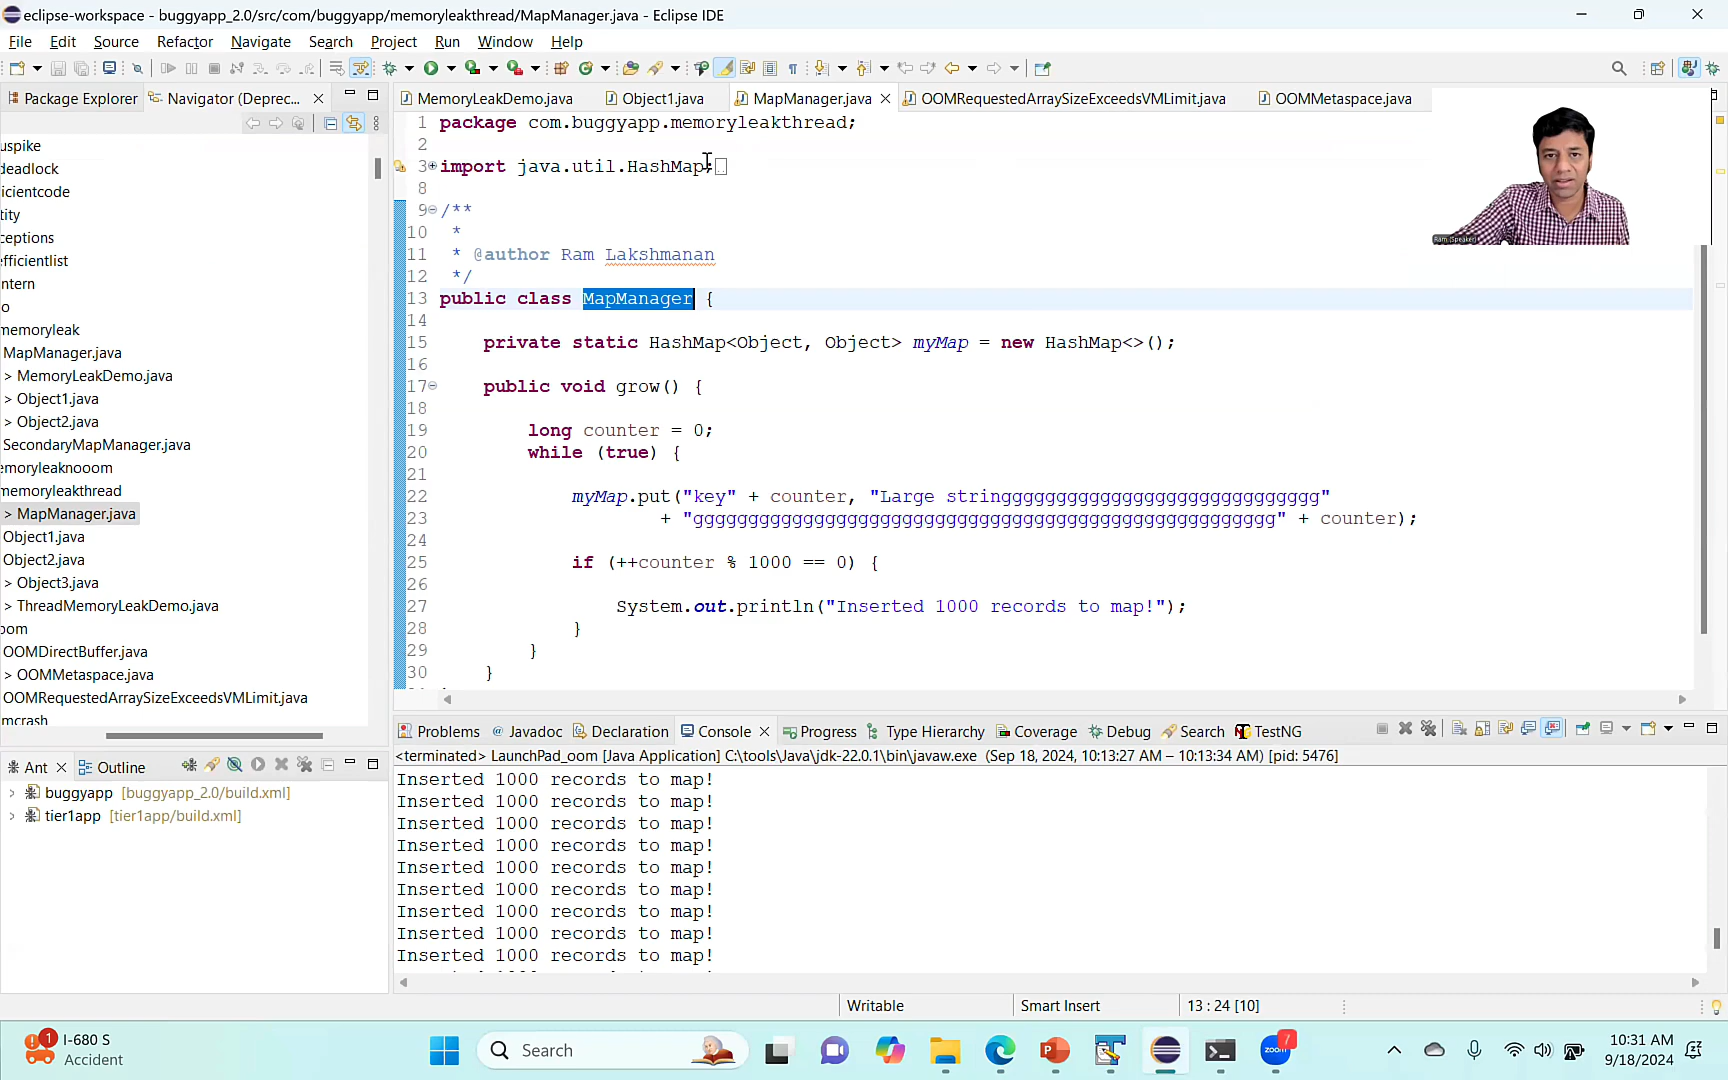 eclipse-workspace - buggyapp_2.0/src/com/buggyapp/memoryleakthread/MapManager.java - Eclipse IDE
File Edit Source Refactor Navigate Search Project Run Window Help
Package Explorer Navigator (Deprec...
MemoryLeakDemo.java Object1.java MapManager.java OOMRequestedArraySizeExceedsVMLimit.java OOMMetaspace.java
uspike
deadlock
icientcode
tity
ceptions
efficientlist
ntern
o
memoryleak
MapManager.java
> MemoryLeakDemo.java
> Object1.java
> Object2.java
SecondaryMapManager.java
emoryleaknooom
memoryleakthread
> MapManager.java
Object1.java
Object2.java
> Object3.java
> ThreadMemoryLeakDemo.java
oom
OOMDirectBuffer.java
> OOMMetaspace.java
OOMRequestedArraySizeExceedsVMLimit.java
mcrash
1 package com.buggyapp.memoryleakthread;
2
3 import java.util.HashMap;
8
9 /**
10 *
11 * @author Ram Lakshmanan
12 */
13 public class MapManager {
14
15 private static HashMap<Object, Object> myMap = new HashMap<>();
16
17 public void grow() {
18
19 long counter = 0;
20 while (true) {
21
22 myMap.put("key" + counter, "Large stringgggggggggggggggggggggggggggggg"
23 + "ggggggggggggggggggggggggggggggggggggggggggggggggggggg" + counter);
24
25 if (++counter % 1000 == 0) {
26
27 System.out.println("Inserted 1000 records to map!");
28 }
29 }
30 }
Ram (Speaker)
Ant Outline
buggyapp [buggyapp_2.0/build.xml]
tier1app [tier1app/build.xml]
Problems Javadoc Declaration Console Progress Type Hierarchy Coverage Debug Search TestNG
<terminated> LaunchPad_oom [Java Application] C:\tools\Java\jdk-22.0.1\bin\javaw.exe (Sep 18, 2024, 10:13:27 AM – 10:13:34 AM) [pid: 5476]
Inserted 1000 records to map!
Inserted 1000 records to map!
Inserted 1000 records to map!
Inserted 1000 records to map!
Inserted 1000 records to map!
Inserted 1000 records to map!
Inserted 1000 records to map!
Inserted 1000 records to map!
Inserted 1000 records to map!
Writable Smart Insert 13 : 24 [10]
1
I-680 S
Accident
Search
zoom
7
10:31 AM
9/18/2024